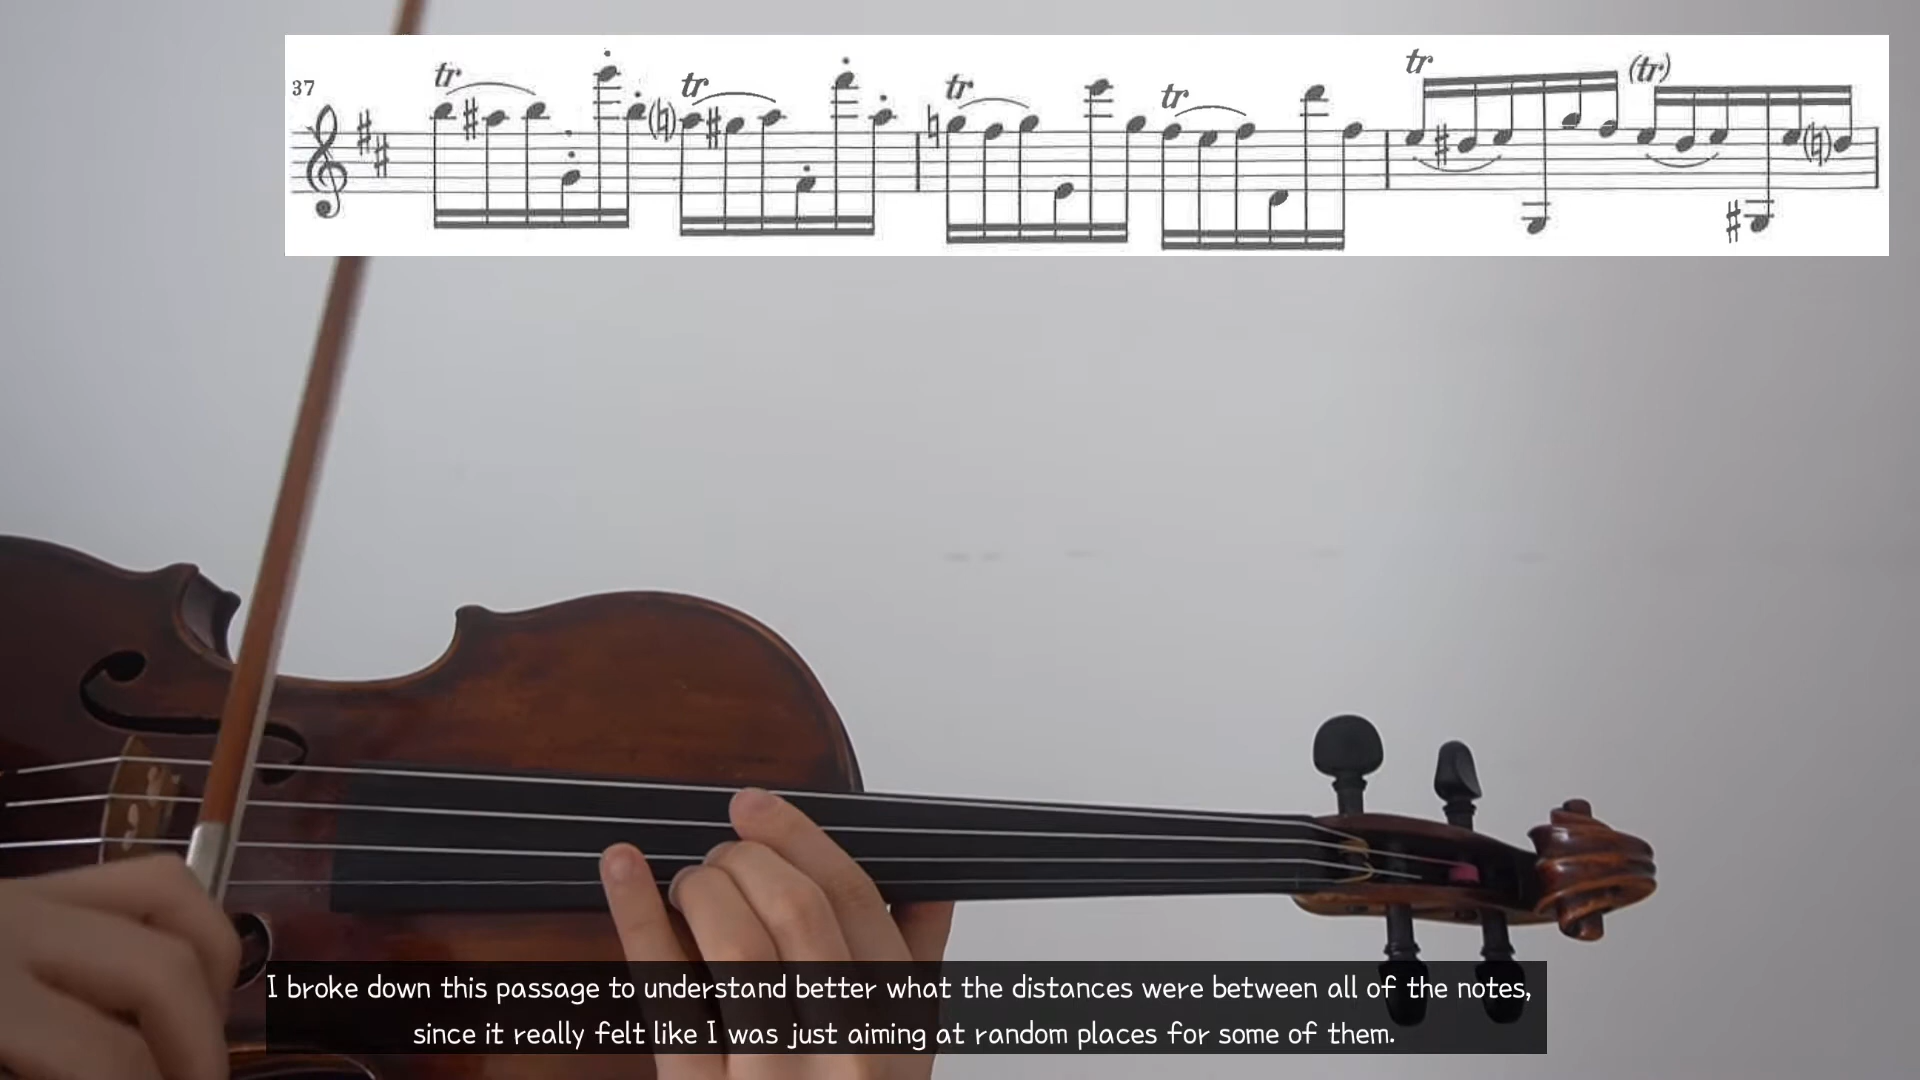 37
tr tr tr tr tr (tr)
I broke down this passage to understand better what the distances were between all of the notes,
since it really felt like I was just aiming at random places for some of them.